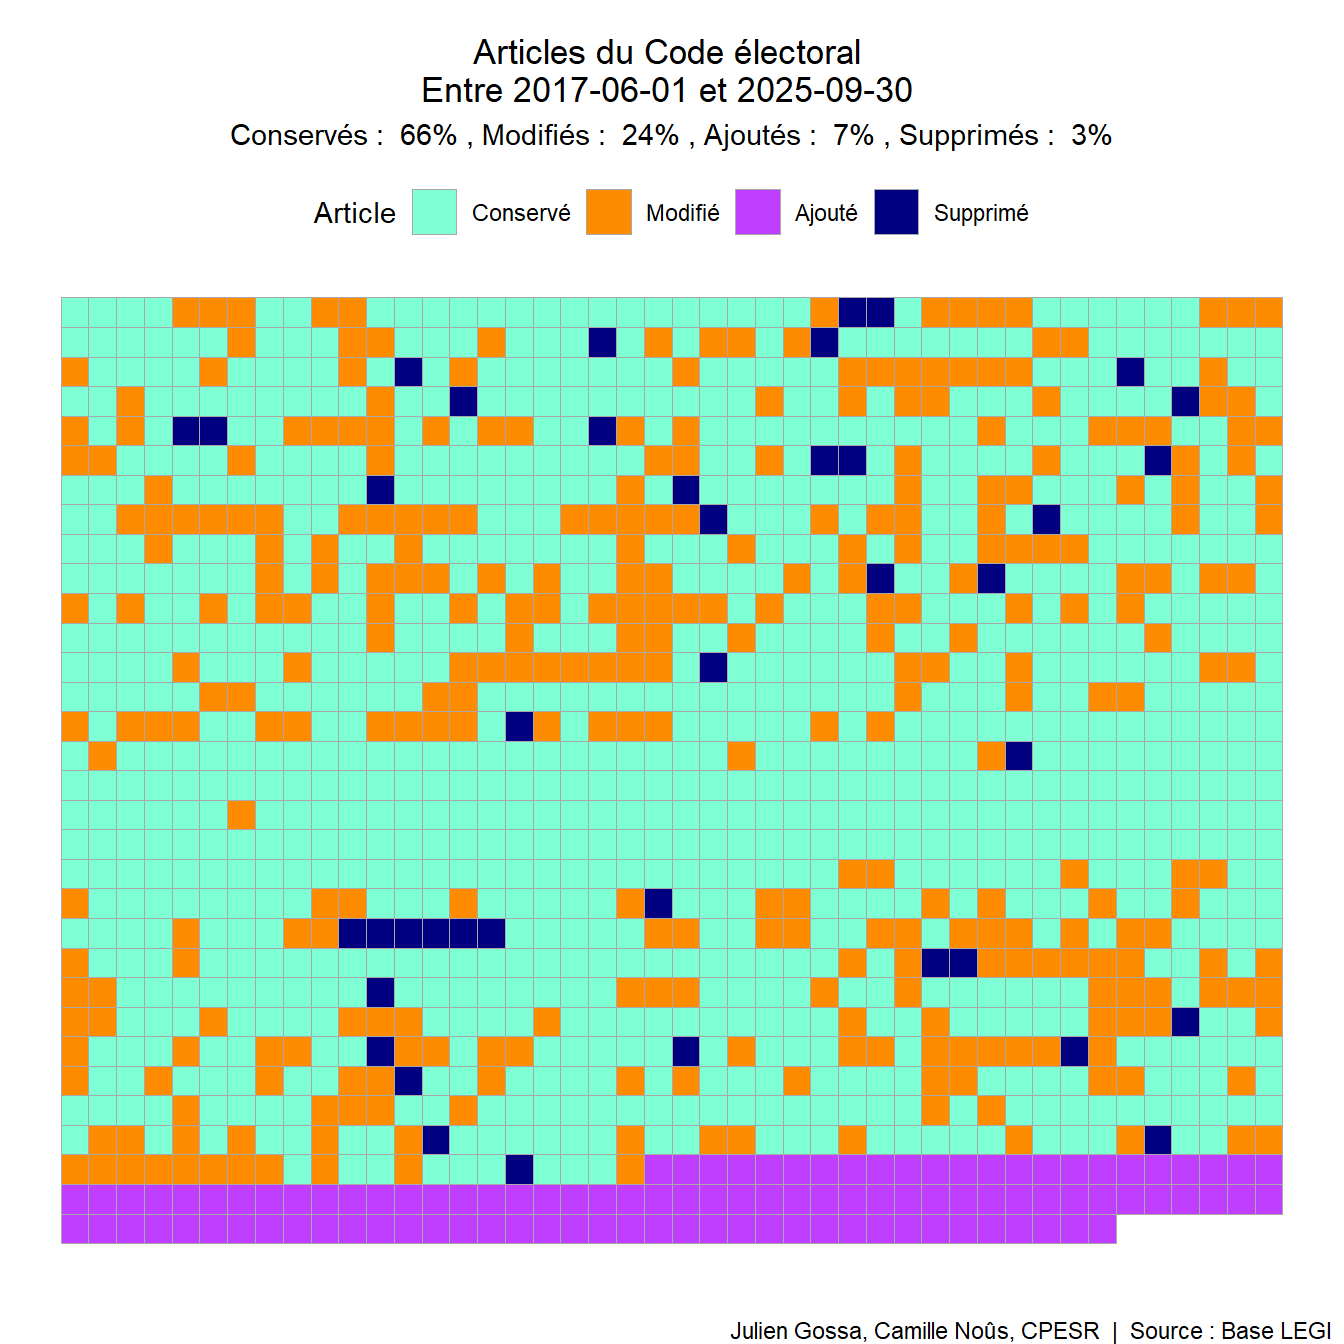 Articles du Code électoral
Entre 2017-06-01 et 2025-09-30
Conservés : 66% , Modifiés : 24% , Ajoutés : 7% , Supprimés : 3%
Article Conservé Modifié Ajouté Supprimé
Julien Gossa, Camille Noûs, CPESR | Source : Base LEGI